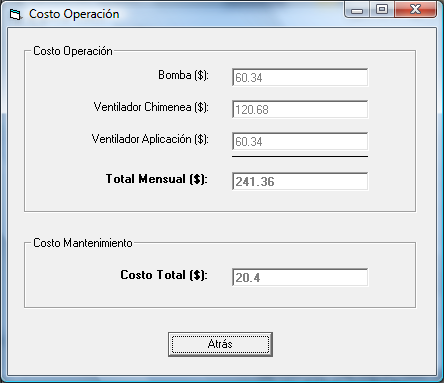 Costo Operación
Costo Operación
Bomba ($): 60.34
Ventilador Chimenea ($): 120.68
Ventilador Aplicación ($): 60.34
Total Mensual ($): 241.36
Costo Mantenimiento
Costo Total ($): 20.4
Atrás